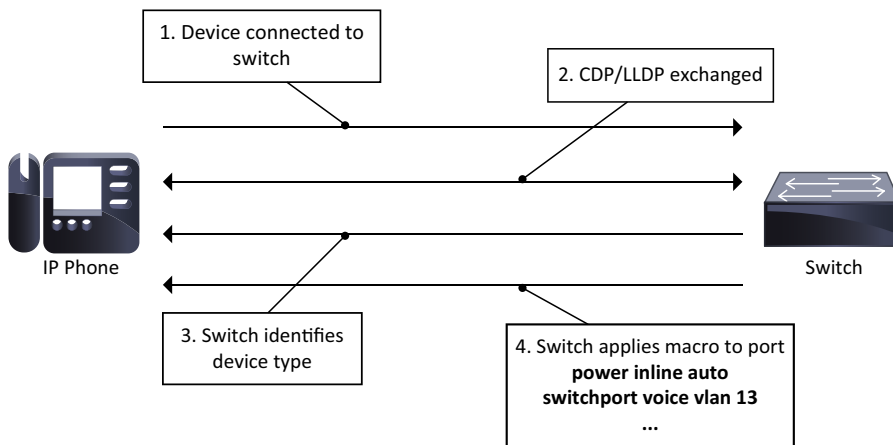 1. Device connected to
switch
2. CDP/LLDP exchanged
IP Phone
Switch
3. Switch identifies
device type
4. Switch applies macro to port
power inline auto
switchport voice vlan 13
...